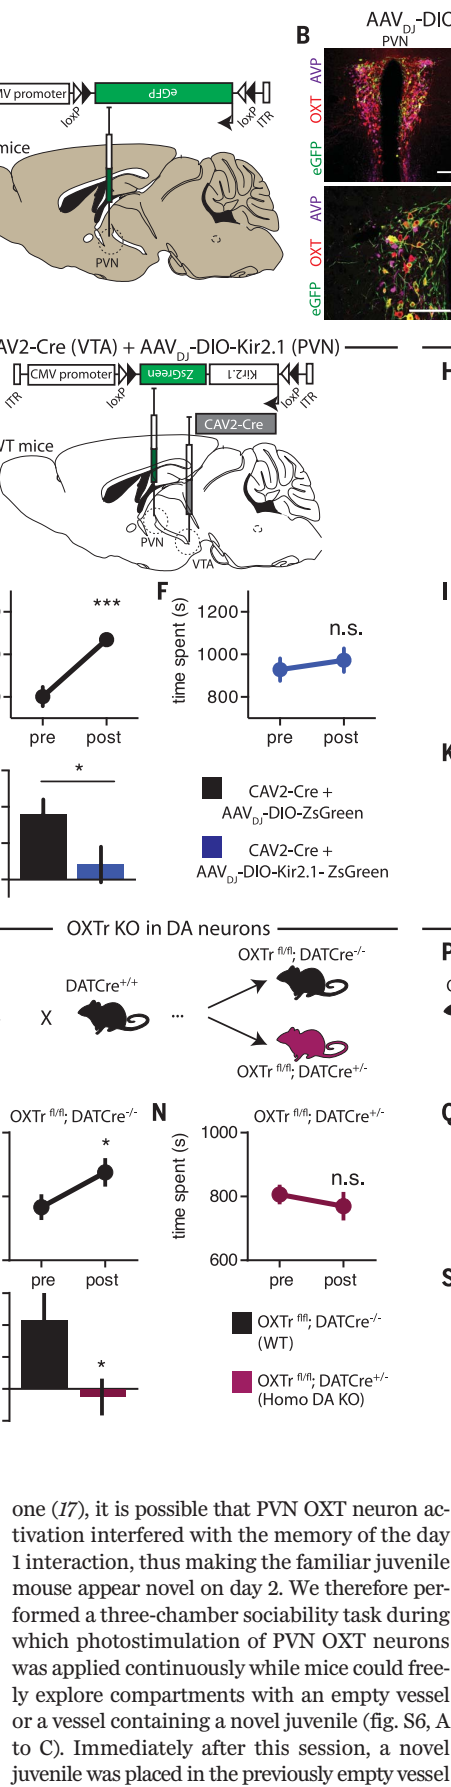 AAV_DJ-DIO
B
PVN
MV promoter
eGFP
loxP
loxP
ITR
mice
PVN
eGFP OXT AVP
eGFP OXT AVP
AV2-Cre (VTA) + AAV_DJ-DIO-Kir2.1 (PVN)
H
ITR
CMV promoter
loxP
ZsGreen
Kir2.1
loxP
ITR
CAV2-Cre
VT mice
PVN
VTA
***
pre
post
F
time spent (s)
1200
1000
800
n.s.
pre
post
I
*
CAV2-Cre +
AAV_DJ-DIO-ZsGreen
CAV2-Cre +
AAV_DJ-DIO-Kir2.1- ZsGreen
K
OXTr KO in DA neurons
P
X
DATCre+/+
...
OXTr fl/fl; DATCre-/-
OXTr fl/fl; DATCre+/-
OXTr fl/fl; DATCre-/-
*
pre
post
N
OXTr fl/fl; DATCre+/-
time spent (s)
1000
800
600
n.s.
pre
post
Q
*
OXTr flfl; DATCre-/-
(WT)
OXTr fl/fl; DATCre+/-
(Homo DA KO)
S
one (17), it is possible that PVN OXT neuron ac-
tivation interfered with the memory of the day
1 interaction, thus making the familiar juvenile
mouse appear novel on day 2. We therefore per-
formed a three-chamber sociability task during
which photostimulation of PVN OXT neurons
was applied continuously while mice could free-
ly explore compartments with an empty vessel
or a vessel containing a novel juvenile (fig. S6, A
to C). Immediately after this session, a novel
juvenile was placed in the previously empty vessel